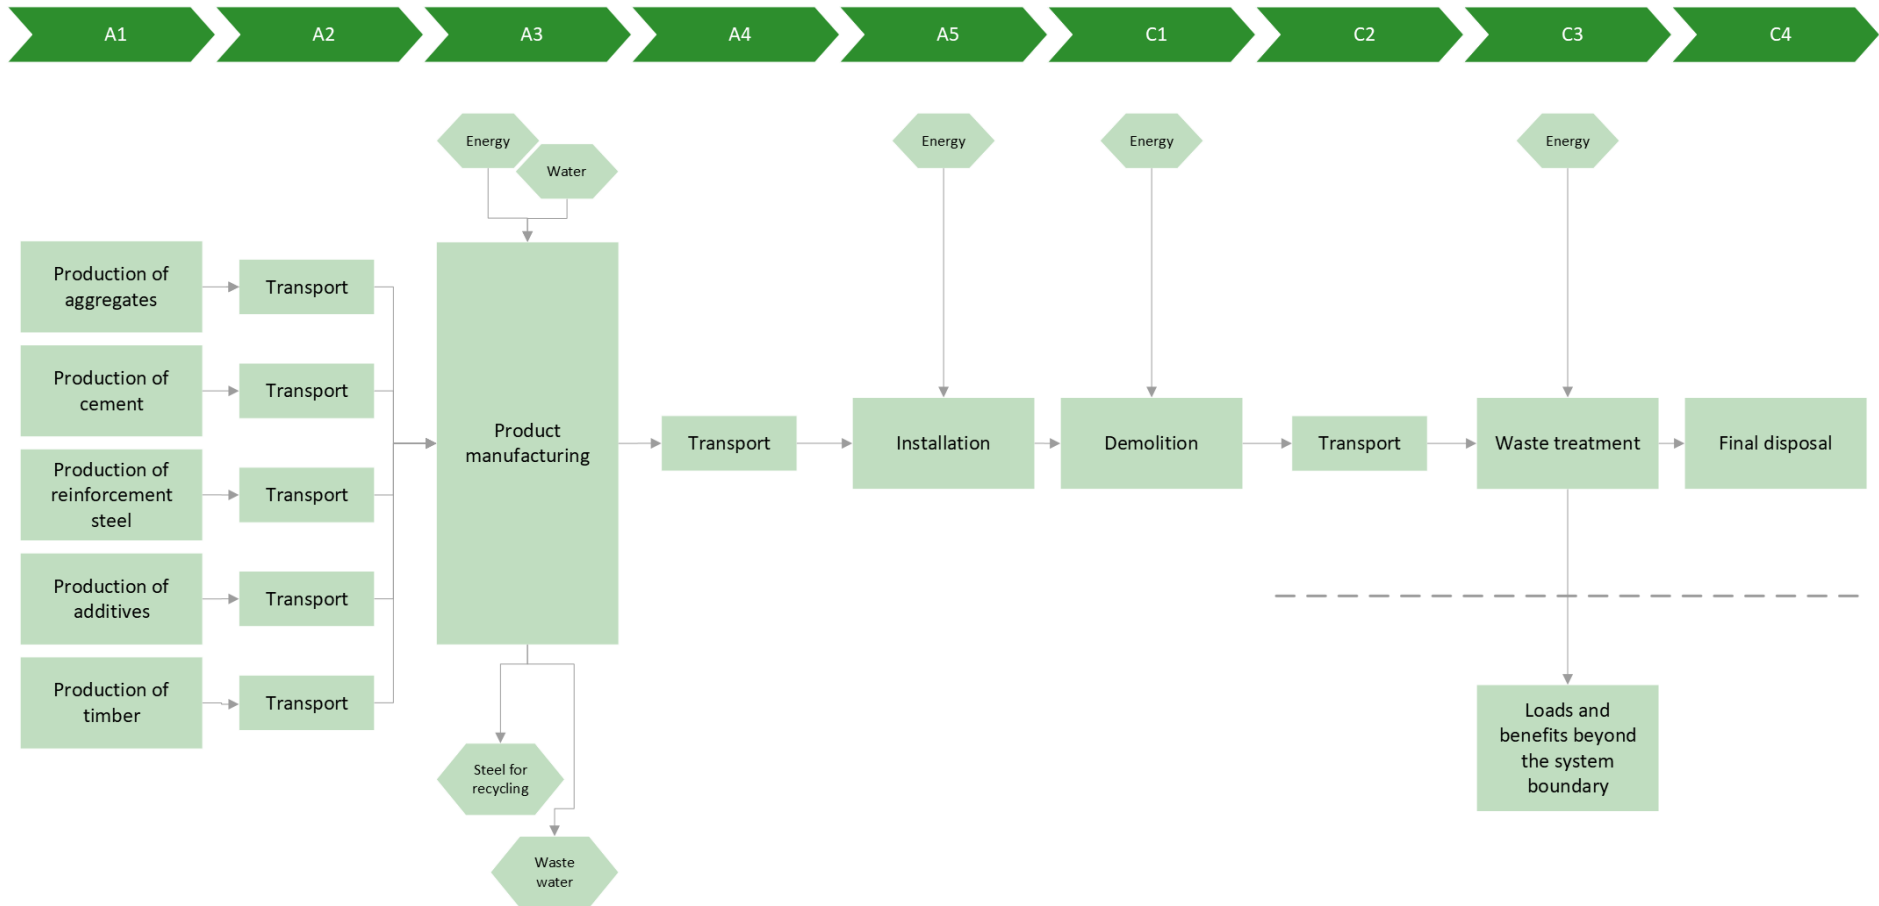 A1
A2
A3
A4
A5
C1
C2
C3
C4
Energy
Water
Energy
Energy
Energy
Production of
aggregates
Transport
Production of
cement
Transport
Production of
reinforcement
steel
Transport
Production of
additives
Transport
Production of
timber
Transport
Product
manufacturing
Transport
Installation
Demolition
Transport
Waste treatment
Final disposal
Steel for
recycling
Waste
water
Loads and
benefits beyond
the system
boundary